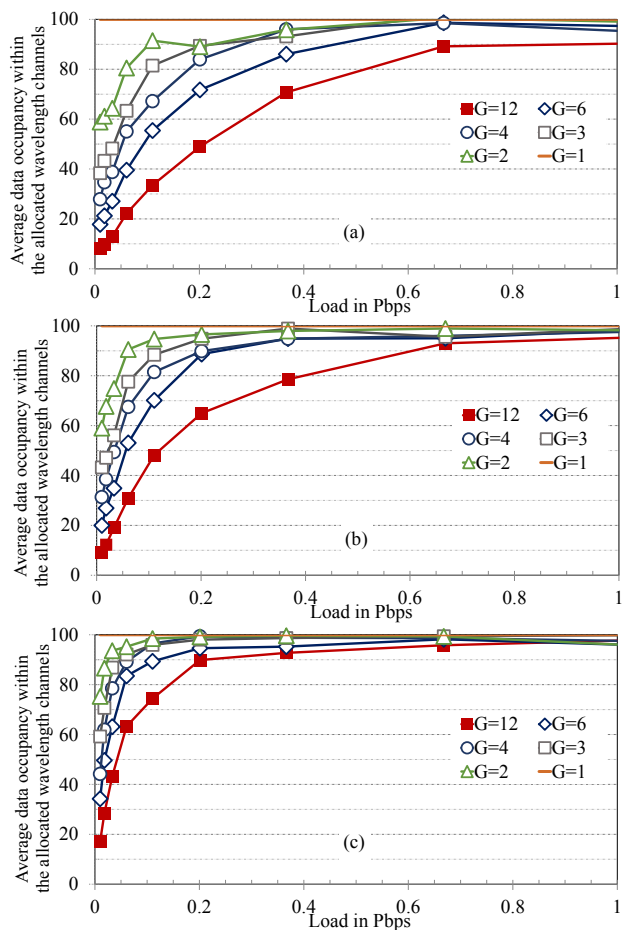 Average data occupancy within
the allocated wavelength channels
100
80
60
40
20
0
G=12 G=6
G=4 G=3
G=2 G=1
(a)
0 0.2 0.4 0.6 0.8 1
Load in Pbps
Average data occupancy within
the allocated wavelength channels
100
80
60
40
20
0
G=12 G=6
G=4 G=3
G=2 G=1
(b)
0 0.2 0.4 0.6 0.8 1
Load in Pbps
Average data occupancy within
the allocated wavelength channels
100
80
60
40
20
0
G=12 G=6
G=4 G=3
G=2 G=1
(c)
0 0.2 0.4 0.6 0.8 1
Load in Pbps